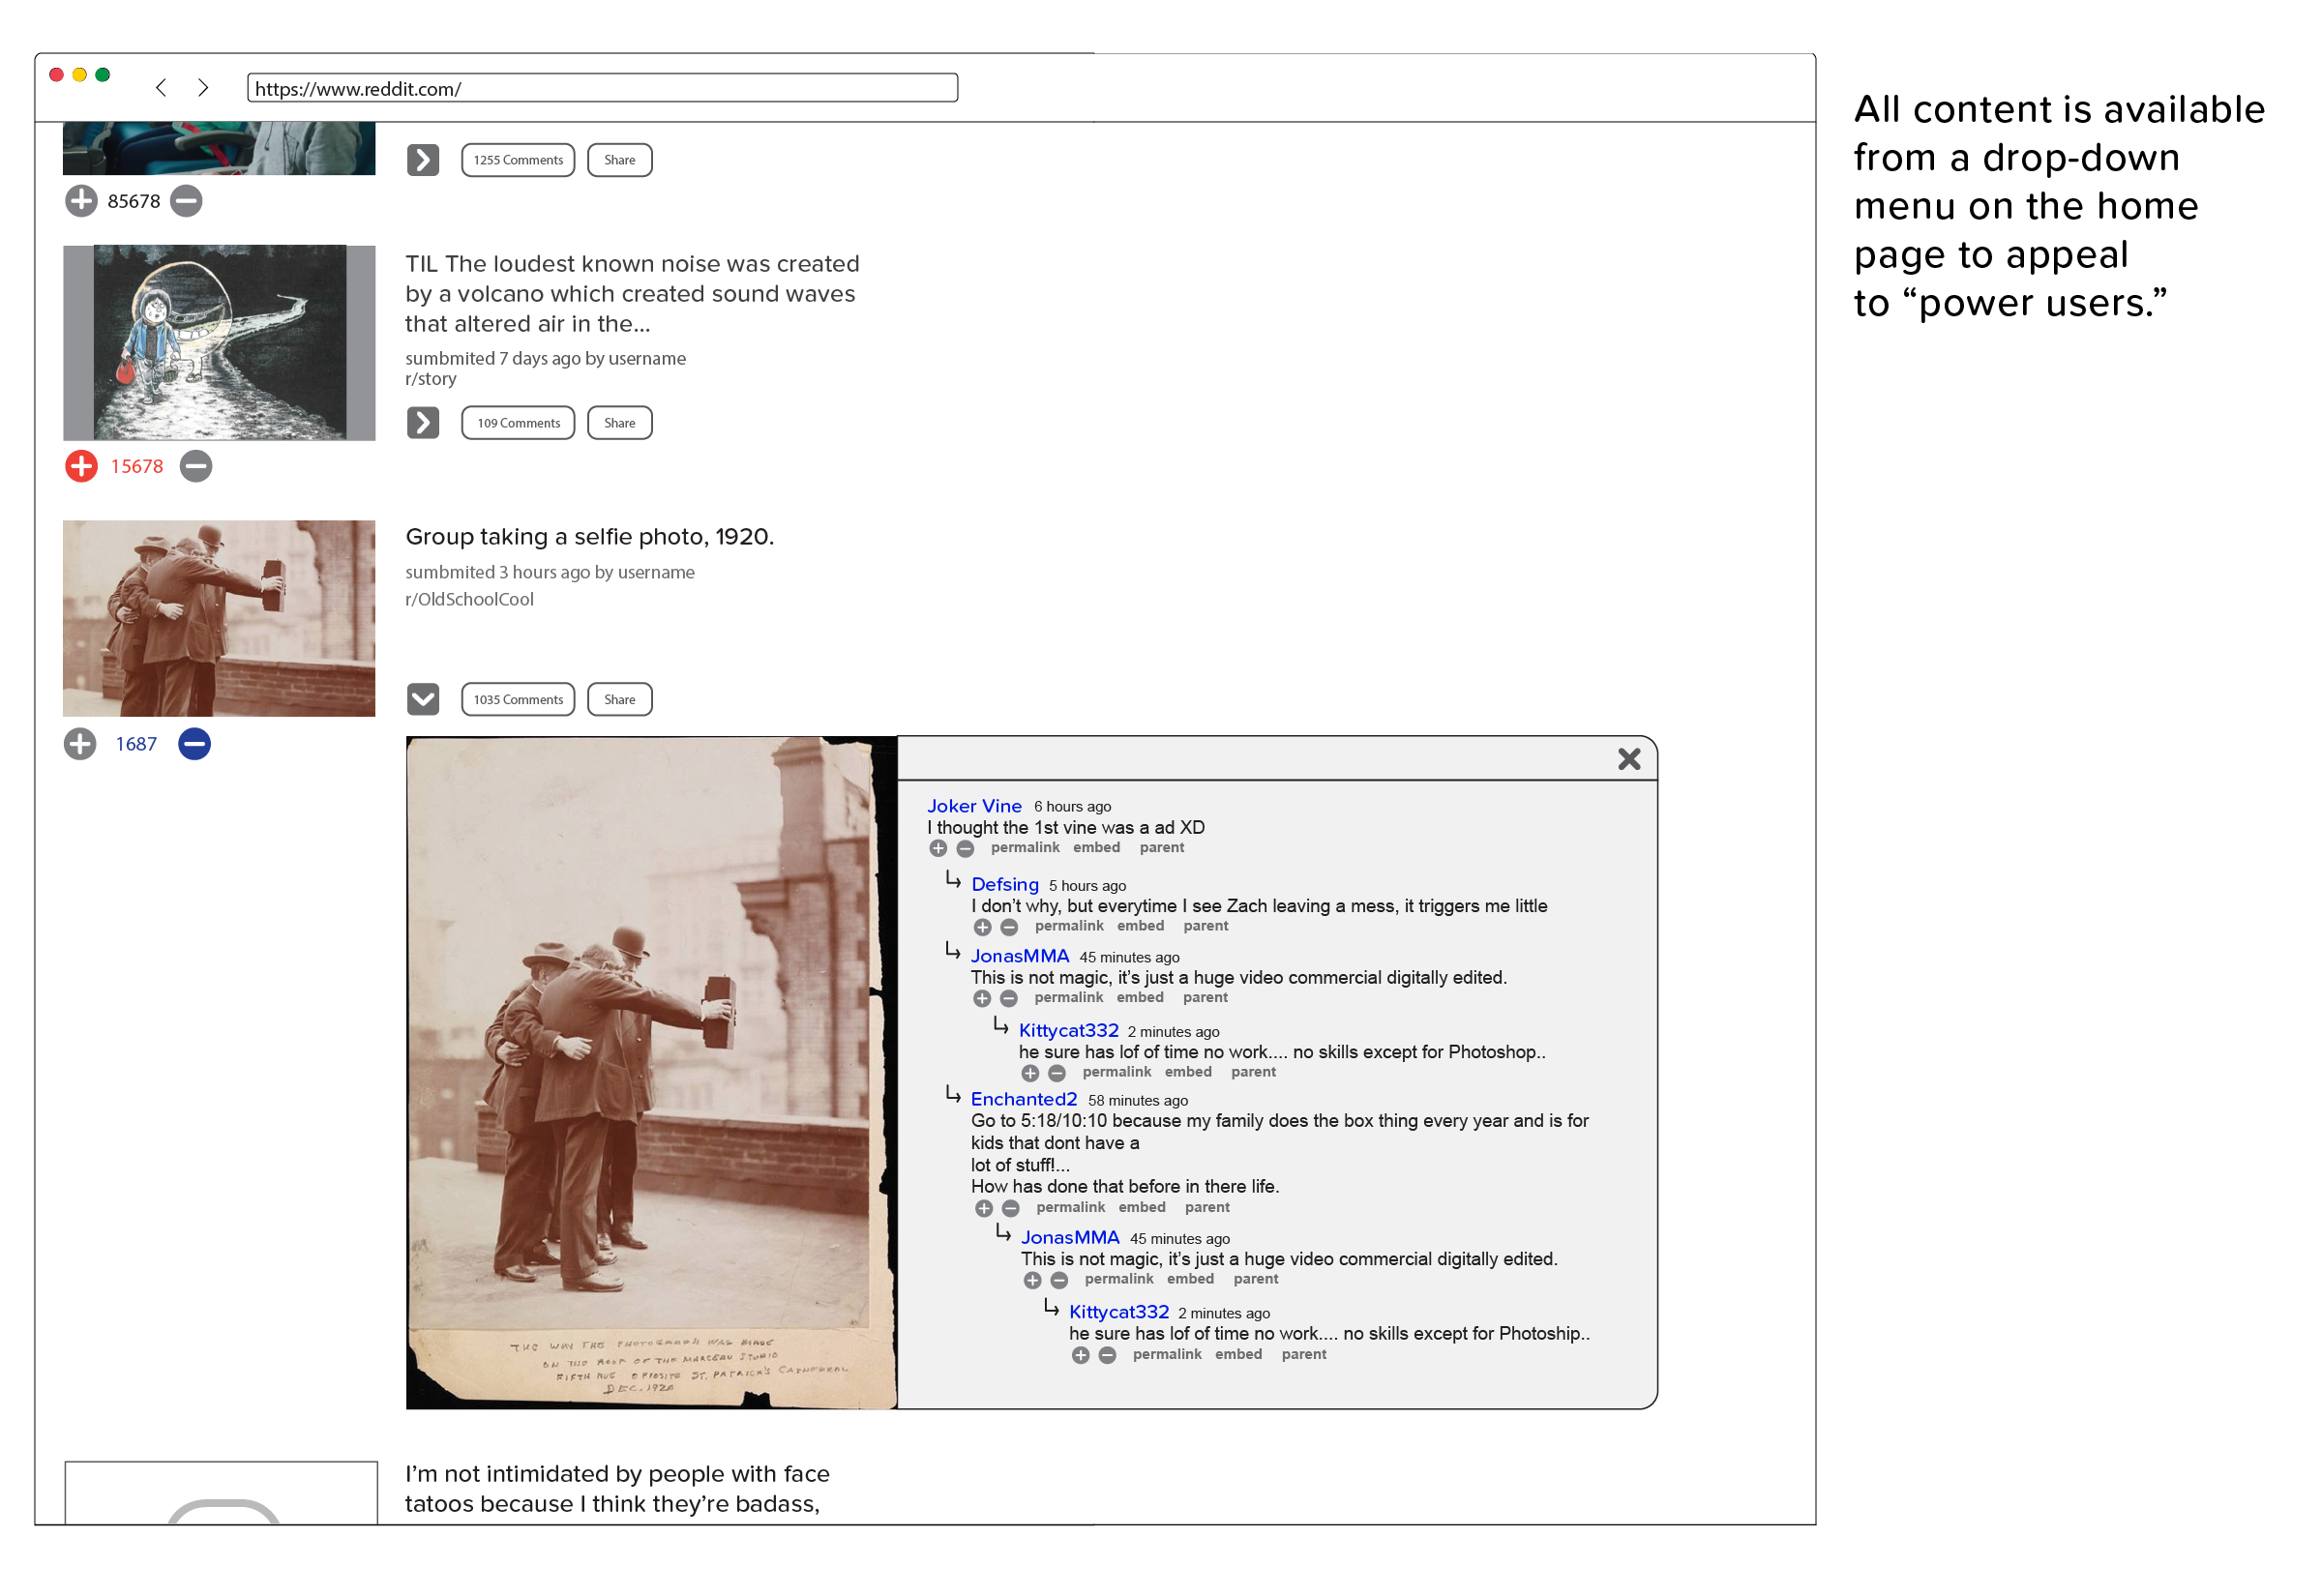 https://www.reddit.com/
All content is available
from a drop-down
menu on the home
page to appeal
to “power users.”
1255 Comments Share
85678
TIL The loudest known noise was created
by a volcano which created sound waves
that altered air in the...
sumbmited 7 days ago by username
r/story
109 Comments Share
15678
Group taking a selfie photo, 1920.
sumbmited 3 hours ago by username
r/OldSchoolCool
1035 Comments Share
1687
THE WAY THE PHOTOGRAPH WAS MADE
ON THE ROOF OF THE MARCEAU STUDIO
FIFTH AVE OPPOSITE ST. PATRICK'S CATHEDRAL
DEC. 1920
Joker Vine 6 hours ago
I thought the 1st vine was a ad XD
permalink embed parent
Defsing 5 hours ago
I don’t why, but everytime I see Zach leaving a mess, it triggers me little
permalink embed parent
JonasMMA 45 minutes ago
This is not magic, it’s just a huge video commercial digitally edited.
permalink embed parent
Kittycat332 2 minutes ago
he sure has lof of time no work.... no skills except for Photoshop..
permalink embed parent
Enchanted2 58 minutes ago
Go to 5:18/10:10 because my family does the box thing every year and is for
kids that dont have a
lot of stuff!...
How has done that before in there life.
permalink embed parent
JonasMMA 45 minutes ago
This is not magic, it’s just a huge video commercial digitally edited.
permalink embed parent
Kittycat332 2 minutes ago
he sure has lof of time no work.... no skills except for Photoship..
permalink embed parent
I’m not intimidated by people with face
tatoos because I think they’re badass,